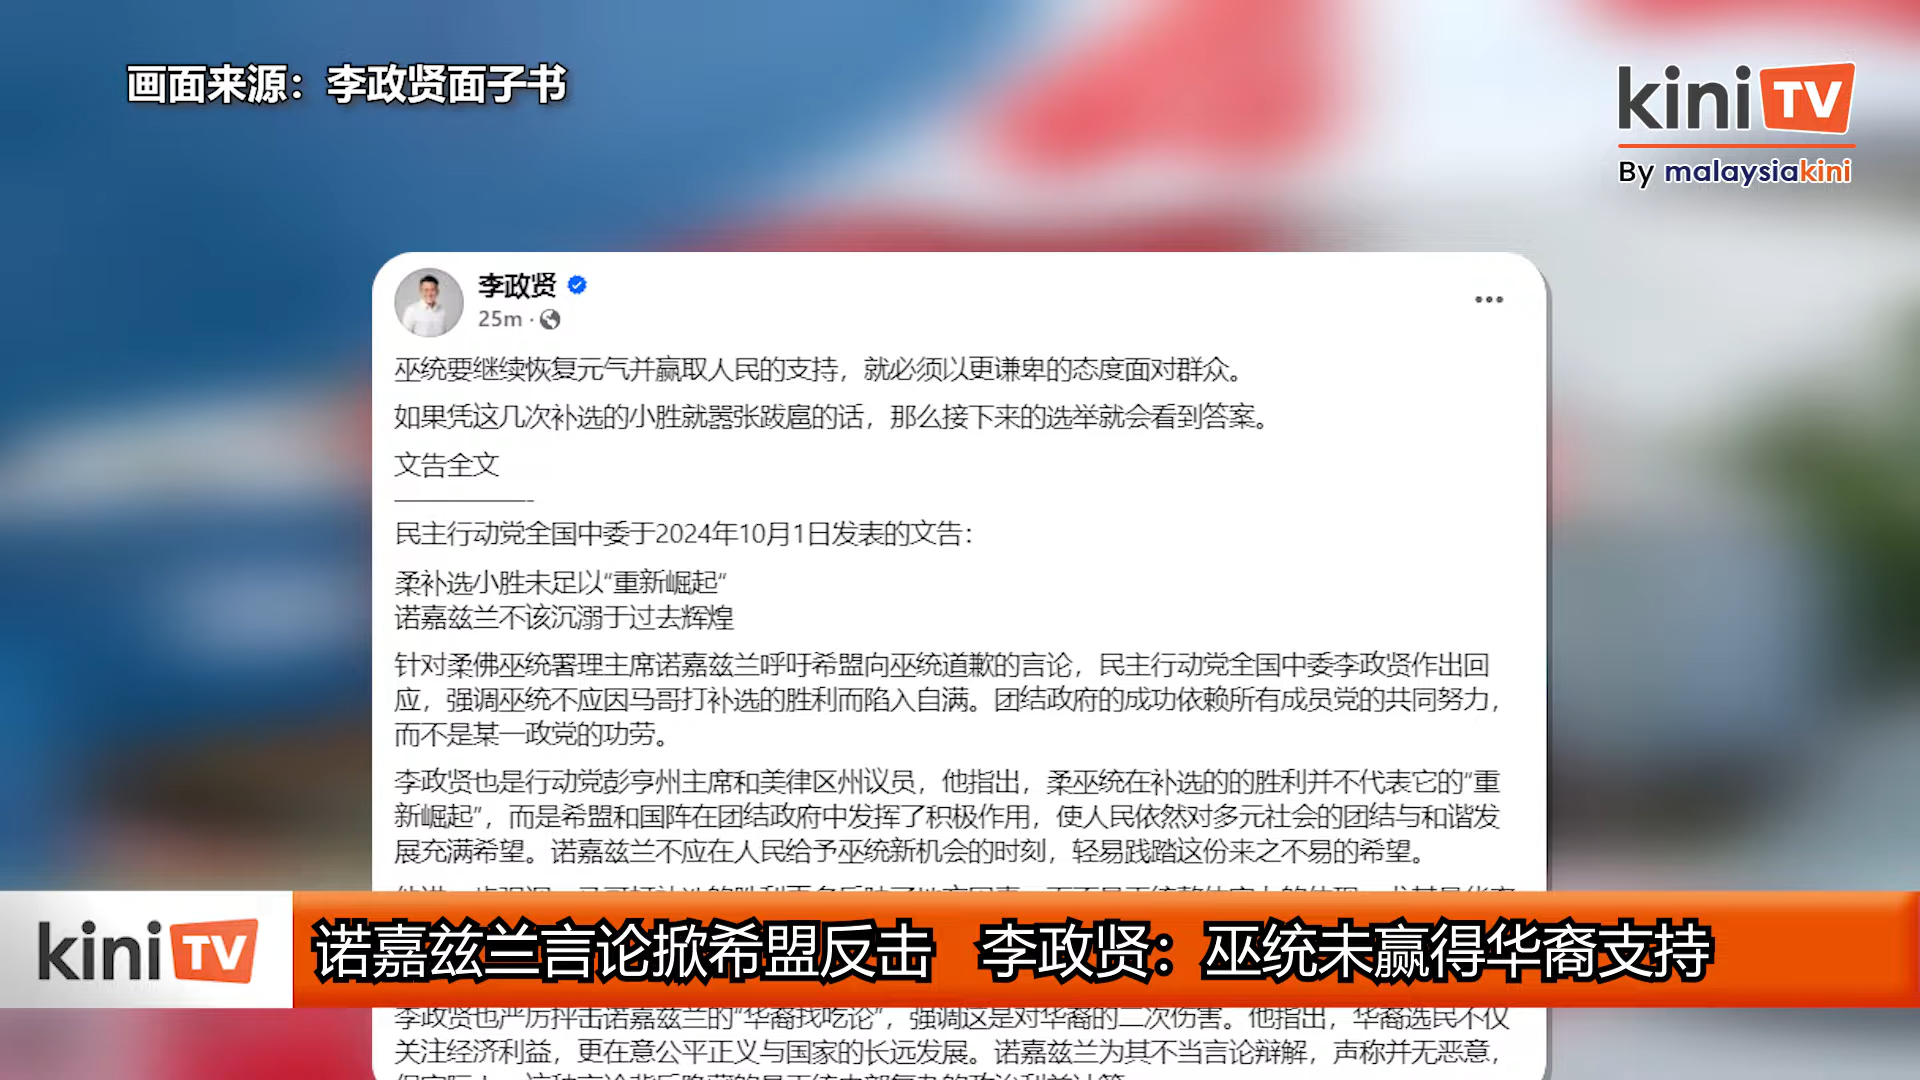 画面来源：李政贤面子书
kini TV
By malaysiakini
李政贤
25m
巫统要继续恢复元气并赢取人民的支持，就必须以更谦卑的态度面对群众。
如果凭这几次补选的小胜就嚣张跋扈的话，那么接下来的选举就会看到答案。
文告全文
——————-
民主行动党全国中委于2024年10月1日发表的文告：
柔补选小胜未足以“重新崛起“
诺嘉兹兰不该沉溺于过去辉煌
针对柔佛巫统署理主席诺嘉兹兰呼吁希盟向巫统道歉的言论，民主行动党全国中委李政贤作出回
应，强调巫统不应因马哥打补选的胜利而陷入自满。团结政府的成功依赖所有成员党的共同努力，
而不是某一政党的功劳。
李政贤也是行动党彭亨州主席和美律区州议员，他指出，柔巫统在补选的的胜利并不代表它的“重
新崛起”，而是希盟和国阵在团结政府中发挥了积极作用，使人民依然对多元社会的团结与和谐发
展充满希望。诺嘉兹兰不应在人民给予巫统新机会的时刻，轻易践踏这份来之不易的希望。
kini TV
诺嘉兹兰言论掀希盟反击 李政贤：巫统未赢得华裔支持
李政贤也严厉抨击诺嘉兹兰的“华裔找吃论”，强调这是对华裔的二次伤害。他指出，华裔选民不仅
关注经济利益，更在意公平正义与国家的长远发展。诺嘉兹兰为其不当言论辩解，声称并无恶意，